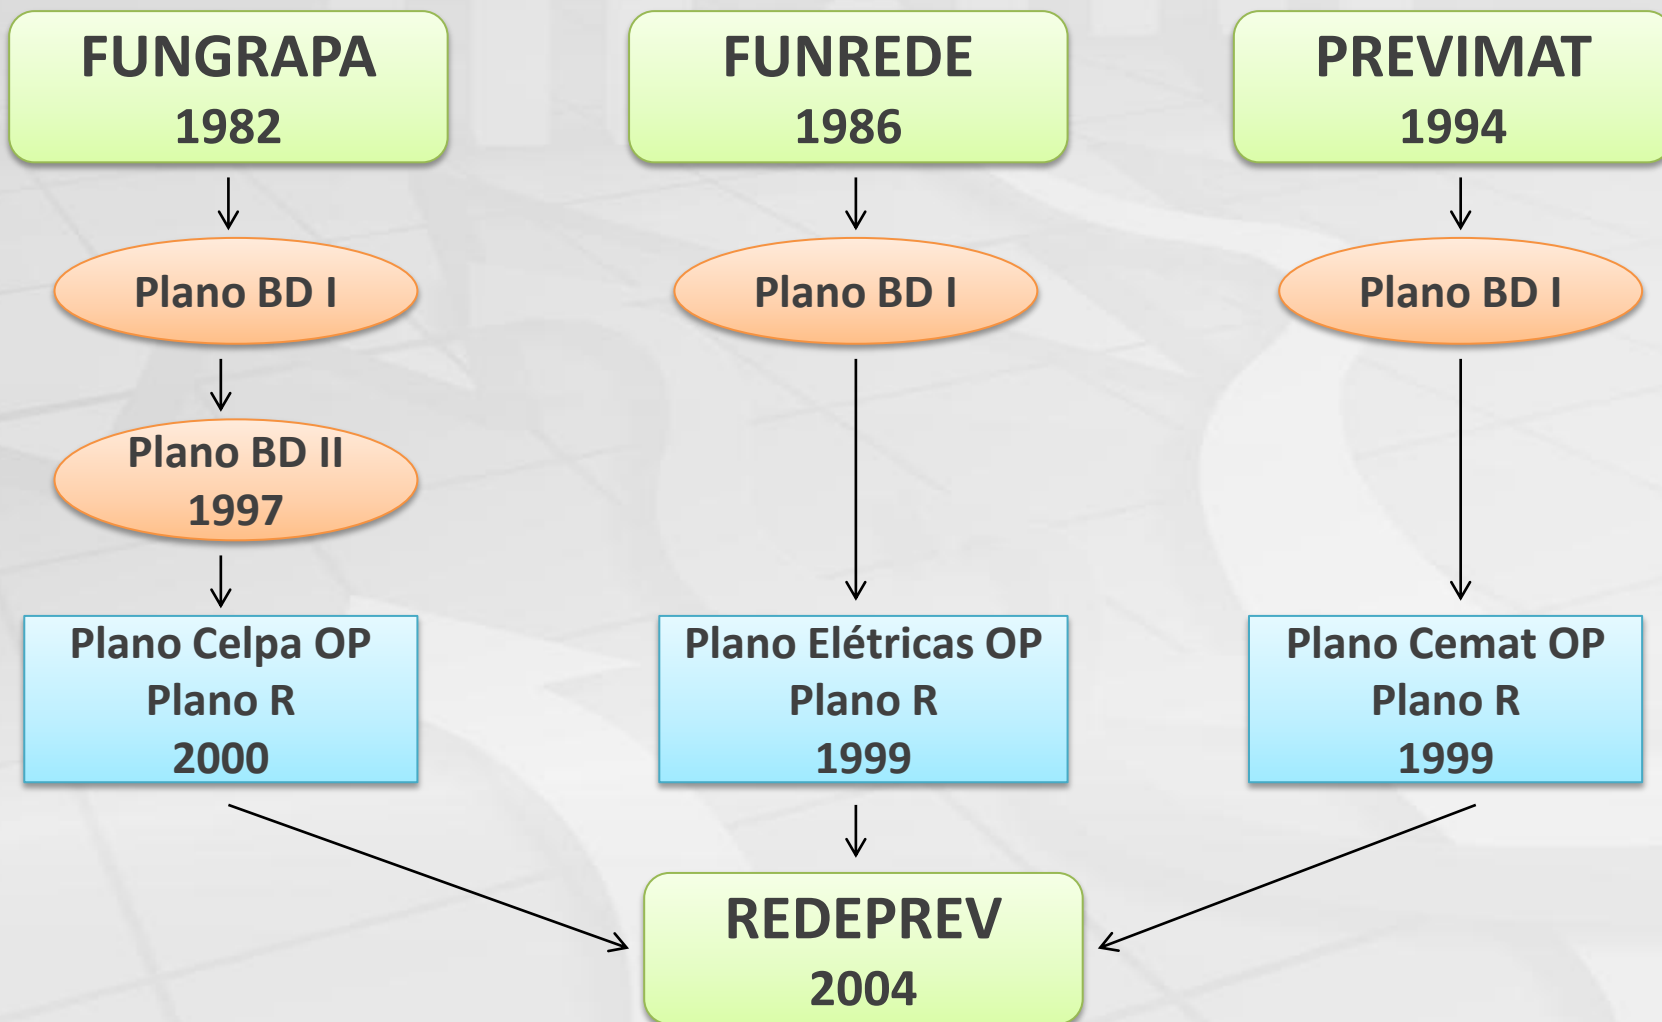 FUNGRAPA
1982
FUNREDE
1986
PREVIMAT
1994
Plano BD I
Plano BD I
Plano BD I
Plano BD II
1997
Plano Celpa OP
Plano R
2000
Plano Elétricas OP
Plano R
1999
Plano Cemat OP
Plano R
1999
REDEPREV
2004